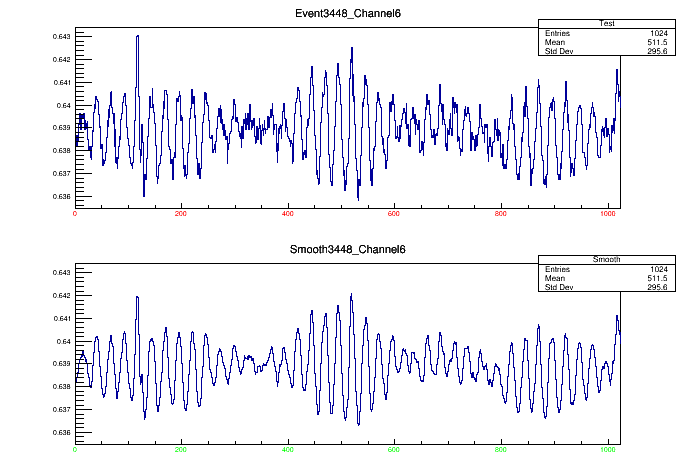 Event3448_Channel6
Test
Entries 1024
Mean 511.5
Std Dev 295.6
0.643
0.642
0.641
0.64
0.639
0.638
0.637
0.636
0 200 400 600 800 1000
Smooth3448_Channel6
Smooth
Entries 1024
Mean 511.5
Std Dev 295.6
0.643
0.642
0.641
0.64
0.639
0.638
0.637
0.636
0 200 400 600 800 1000